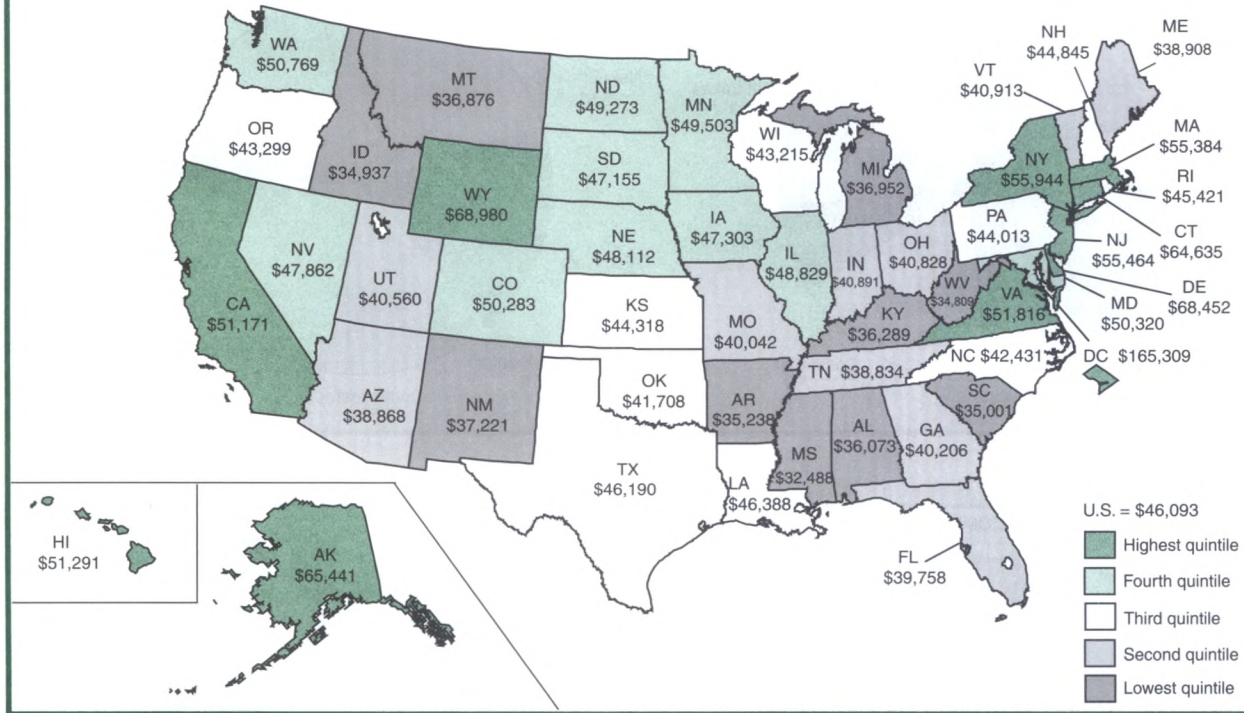 WA
$50,769
OR
$43,299
MT
$36,876
ID
$34,937
WY
$68,980
CA
$51,171
NV
$47,862
UT
$40,560
CO
$50,283
AZ
$38,868
NM
$37,221
ND
$49,273
SD
$47,155
NE
$48,112
KS
$44,318
OK
$41,708
TX
$46,190
MN
$49,503
IA
$47,303
MO
$40,042
AR
$35,238
LA
$46,388
WI
$43,215
IL
$48,829
MI
$36,952
IN
$40,891
OH
$40,828
KY
$36,289
TN $38,834
MS
$32,488
AL
$36,073
GA
$40,206
FL
$39,758
SC
$35,001
NC $42,431
WV
$34,809
VA
$51,816
PA
$44,013
NY
$55,944
VT
$40,913
NH
$44,845
ME
$38,908
MA
$55,384
RI
$45,421
CT
$64,635
NJ
$55,464
DE
$68,452
MD
$50,320
DC $165,309
HI
$51,291
AK
$65,441
U.S. = $46,093
Highest quintile
Fourth quintile
Third quintile
Second quintile
Lowest quintile